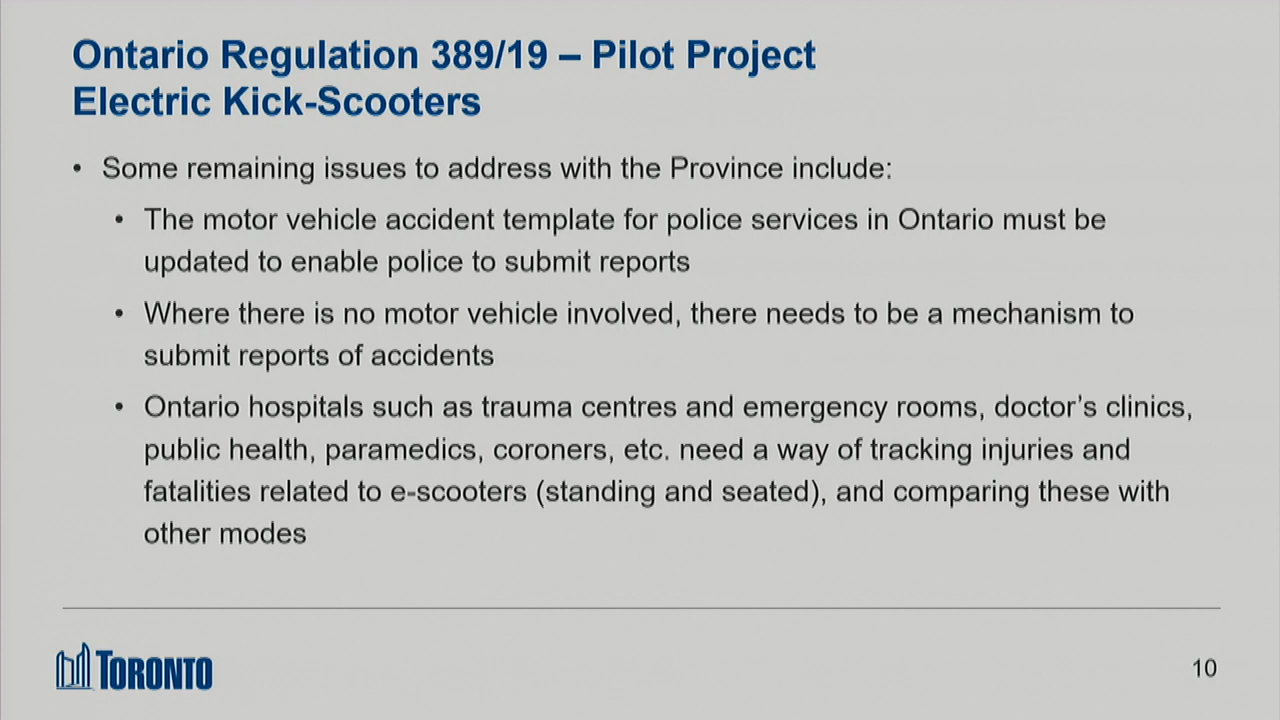 Ontario Regulation 389/19 – Pilot Project
Electric Kick-Scooters
• Some remaining issues to address with the Province include:
• The motor vehicle accident template for police services in Ontario must be
updated to enable police to submit reports
• Where there is no motor vehicle involved, there needs to be a mechanism to
submit reports of accidents
• Ontario hospitals such as trauma centres and emergency rooms, doctor’s clinics,
public health, paramedics, coroners, etc. need a way of tracking injuries and
fatalities related to e-scooters (standing and seated), and comparing these with
other modes
TORONTO
10